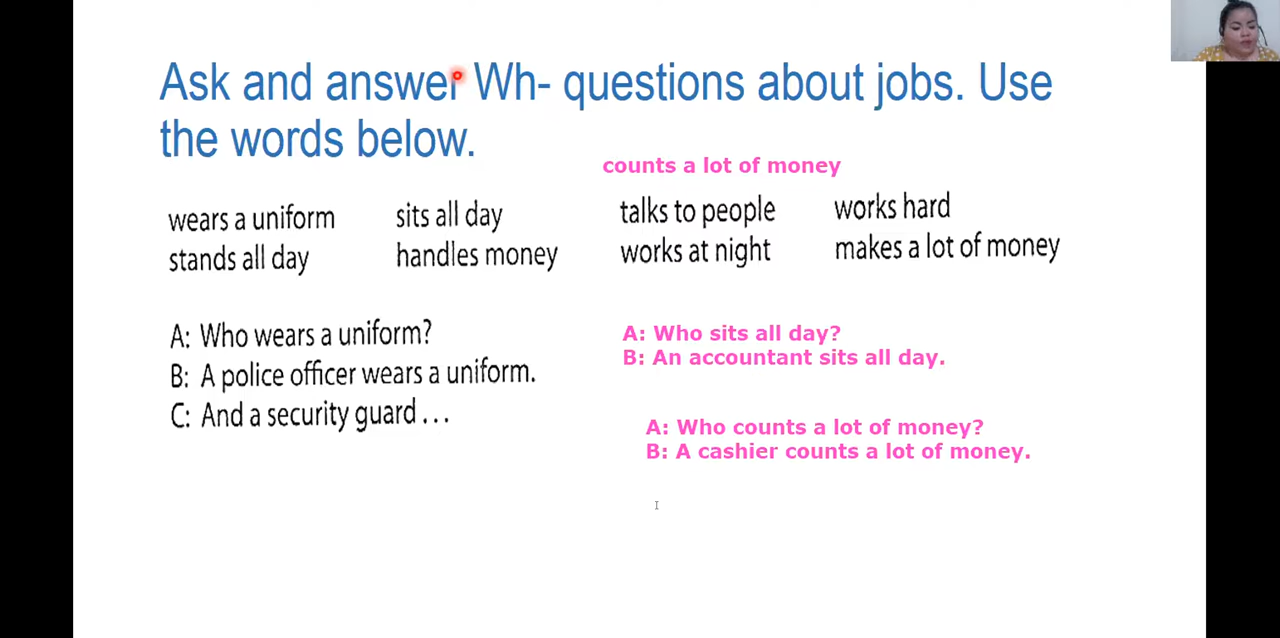 Ask and answer Wh- questions about jobs. Use
the words below.
counts a lot of money
wears a uniform sits all day talks to people works hard
stands all day handles money works at night makes a lot of money
A: Who wears a uniform?
B: A police officer wears a uniform.
C: And a security guard . . .
A: Who sits all day?
B: An accountant sits all day.
A: Who counts a lot of money?
B: A cashier counts a lot of money.